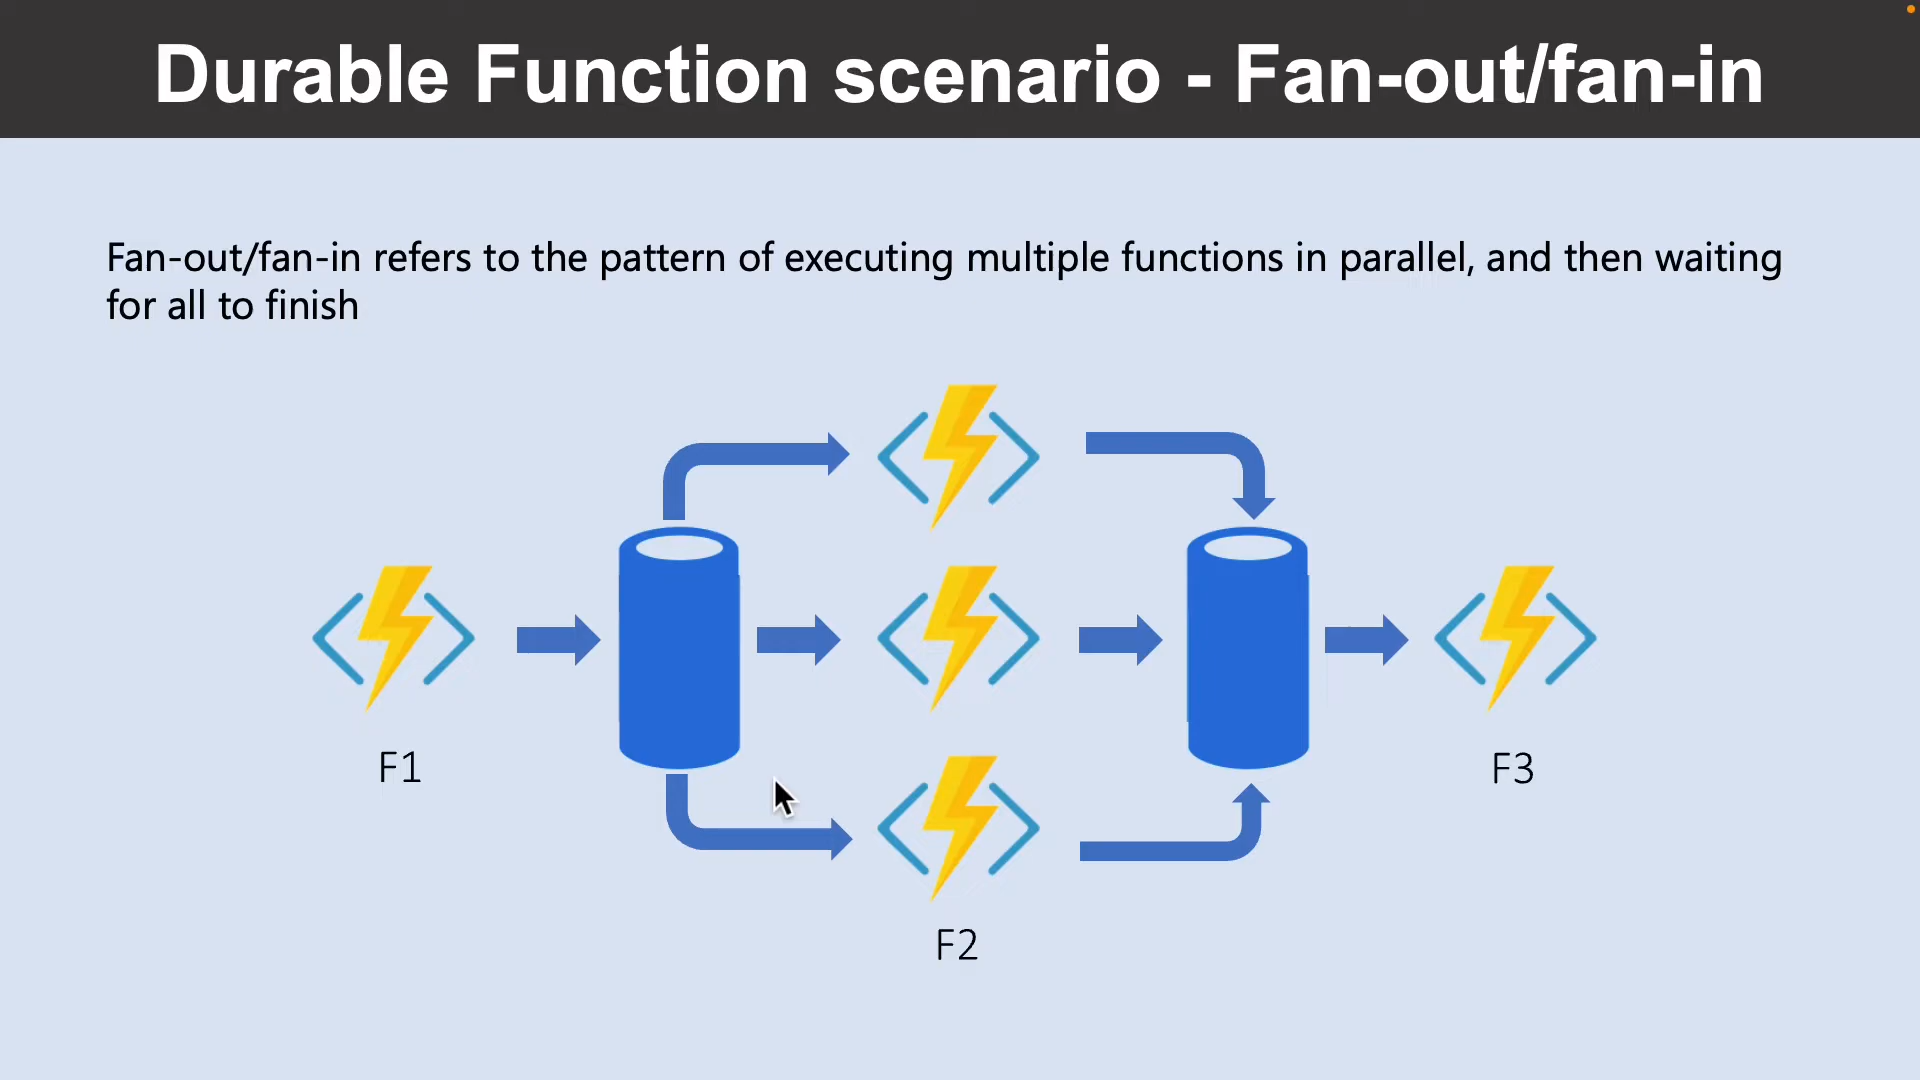 Durable Function scenario - Fan-out/fan-in
Fan-out/fan-in refers to the pattern of executing multiple functions in parallel, and then waiting
for all to finish
F1
F2
F3